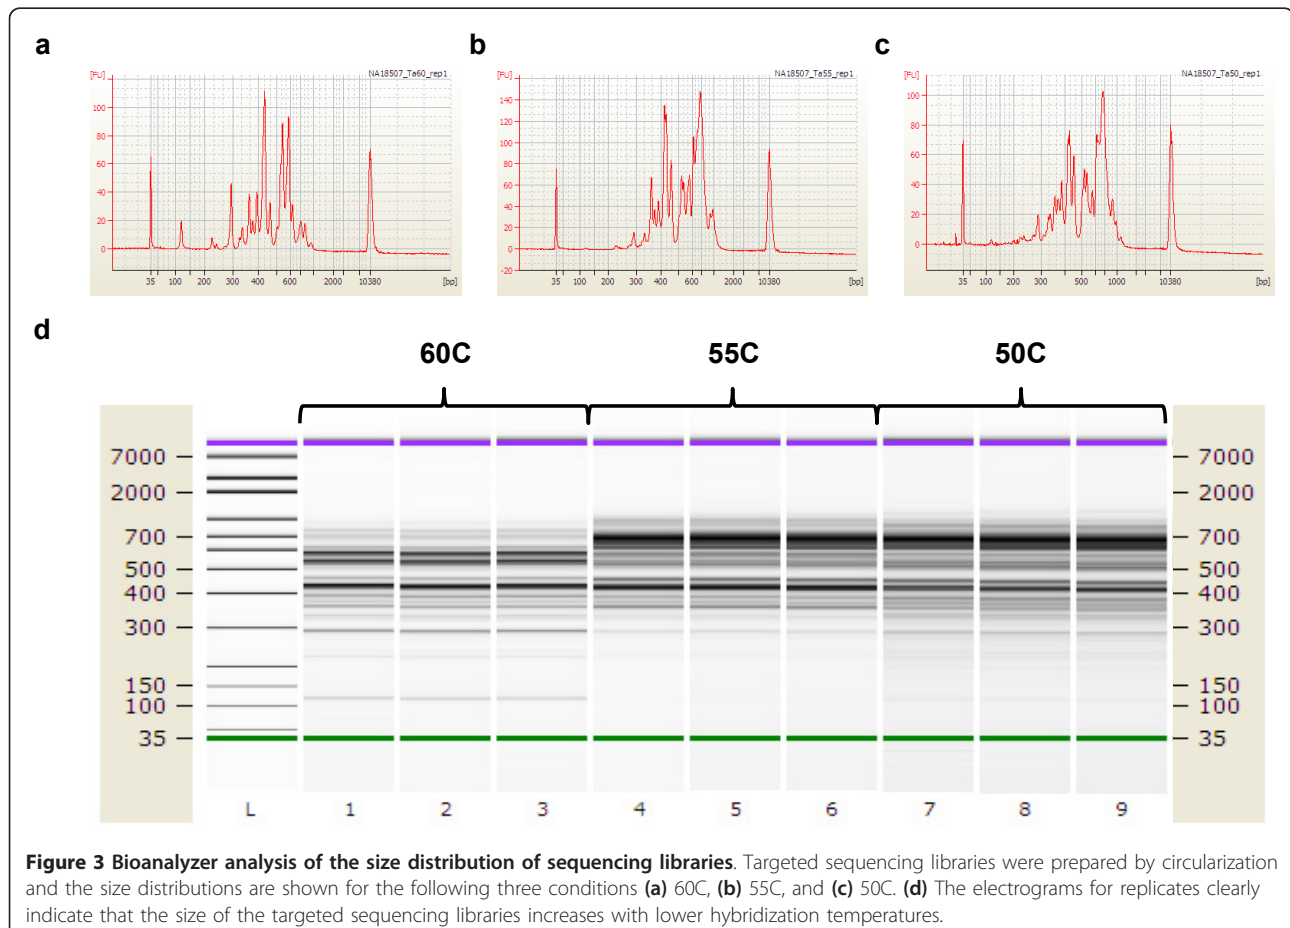 a
b
c
[FU]
NA18507_Ta60_rep1
100
80
60
40
20
0
35 100 200 300 400 600 2000 10380 [bp]
[FU]
NA18507_Ta55_rep1
140
120
100
80
60
40
20
0
-20
35 100 200 300 400 600 2000 10380 [bp]
[FU]
NA18507_Ta50_rep1
100
80
60
40
20
0
35 100 200 300 500 1000 10380 [bp]
d
60C 55C 50C
7000 7000
2000 2000
700 700
500 500
400 400
300 300
150 150
100 100
35 35
L 1 2 3 4 5 6 7 8 9
Figure 3 Bioanalyzer analysis of the size distribution of sequencing libraries. Targeted sequencing libraries were prepared by circularization
and the size distributions are shown for the following three conditions (a) 60C, (b) 55C, and (c) 50C. (d) The electrograms for replicates clearly
indicate that the size of the targeted sequencing libraries increases with lower hybridization temperatures.